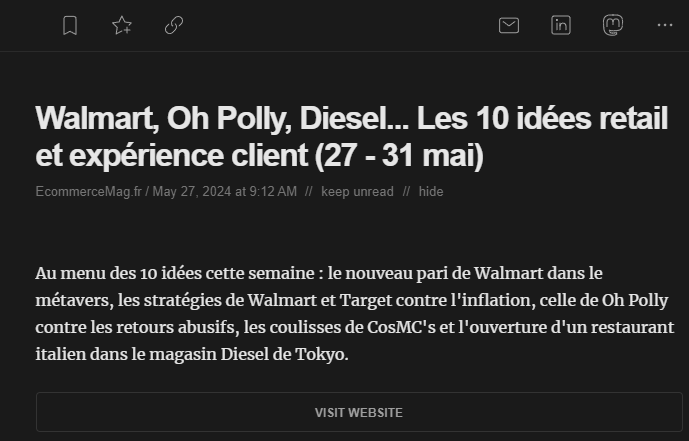 Walmart, Oh Polly, Diesel... Les 10 idées retail
et expérience client (27 - 31 mai)
EcommerceMag.fr / May 27, 2024 at 9:12 AM // keep unread // hide
Au menu des 10 idées cette semaine : le nouveau pari de Walmart dans le
métavers, les stratégies de Walmart et Target contre l'inflation, celle de Oh Polly
contre les retours abusifs, les coulisses de CosMC's et l'ouverture d'un restaurant
italien dans le magasin Diesel de Tokyo.
VISIT WEBSITE